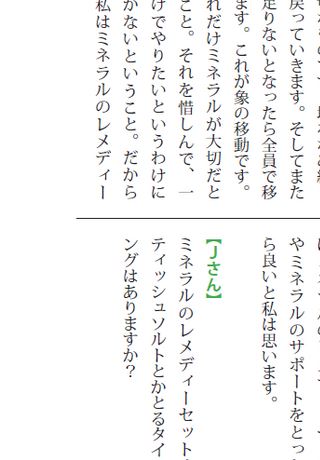 戻っていきます。そしてまた
足りないとなったら全員で移
ます。これが象の移動です。
れだけミネラルが大切だと
こと。それを惜しんで、一
けでやりたいというわけに
かないということ。だから
私はミネラルのレメディー
やミネラルのサポートをとっ
ら良いと私は思います。
【Jさん】
ミネラルのレメディーセット
ティッシュソルトとかとるタイ
ングはありますか？